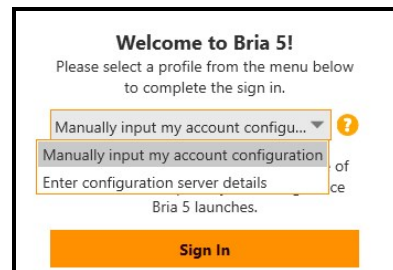 Welcome to Bria 5!
Please select a profile from the menu below
to complete the sign in.
Manually input my account configu...
?
Manually input my account configuration
Enter configuration server details
of
ce
Bria 5 launches.
Sign In